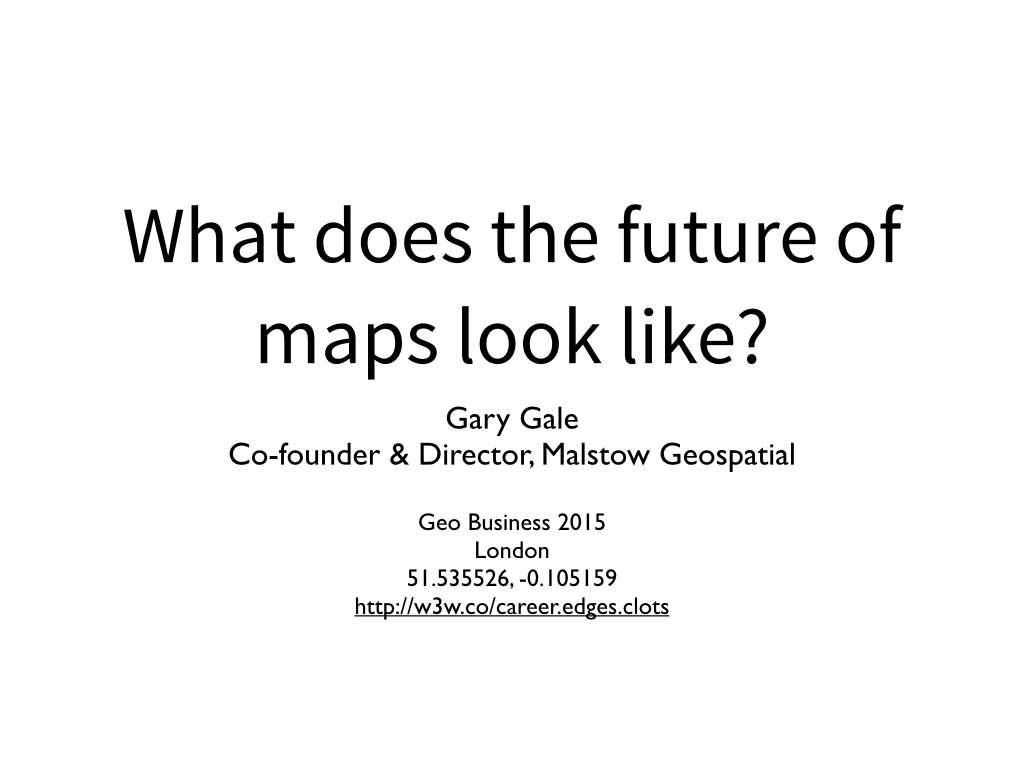 What does the future of
maps look like?
Gary Gale
Co-founder & Director, Malstow Geospatial
Geo Business 2015
London
51.535526, -0.105159
http://w3w.co/career.edges.clots